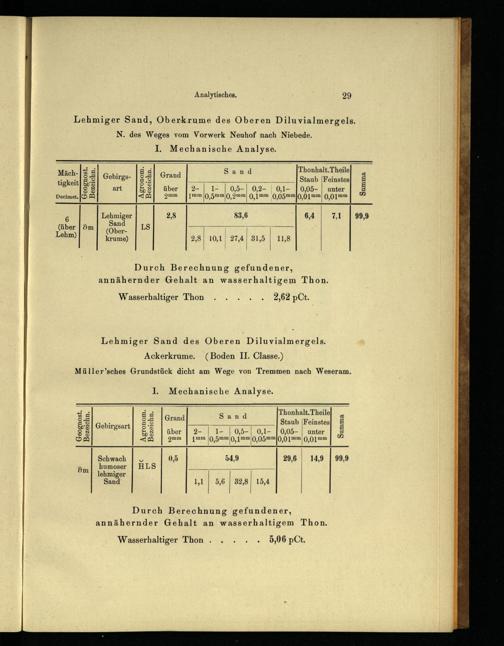 Analytisches. 29
Lehmiger Sand, Oberkrume des Oberen Diluvialmergels.
N. des Weges vom Vorwerk Neuhof nach Niebede.
I. Mechanische Analyse.
Mäch-tigkeit Decimet. Geognost. Bezeichn. Gebirgs-art Agronom. Bezeichn. Grand über 2mm Sand Thonhalt. Theile Summa
Staub Feinstes
2–1mm 1–0,5mm 0,5–0,2mm 0,2–0,1mm 0,1–0,05mm 0,05–0,01mm unter 0,01mm
6 (über Lehm) ∂m Lehmiger Sand (Ober-krume) LS 2,8 83,6 6,4 7,1 99,9
2,8 10,1 27,4 31,5 11,8
Durch Berechnung gefundener,
annähernder Gehalt an wasserhaltigem Thon.
Wasserhaltiger Thon . . . . . 2,62 pCt.
Lehmiger Sand des Oberen Diluvialmergels.
Ackerkrume. (Boden II. Classe.)
Müller'sches Grundstück dicht am Wege von Tremmen nach Weseram.
I. Mechanische Analyse.
Geognost. Bezeichn. Gebirgsart Agronom. Bezeichn. Grand über 2mm Sand Thonhalt. Theile Summa
Staub Feinstes
2–1mm 1–0,5mm 0,5–0,1mm 0,1–0,05mm 0,05–0,01mm unter 0,01mm
∂m Schwach humoser lehmiger Sand H̆LS 0,5 54,9 29,6 14,9 99,9
1,1 5,6 32,8 15,4
Durch Berechnung gefundener,
annähernder Gehalt an wasserhaltigem Thon.
Wasserhaltiger Thon . . . . . 5,06 pCt.